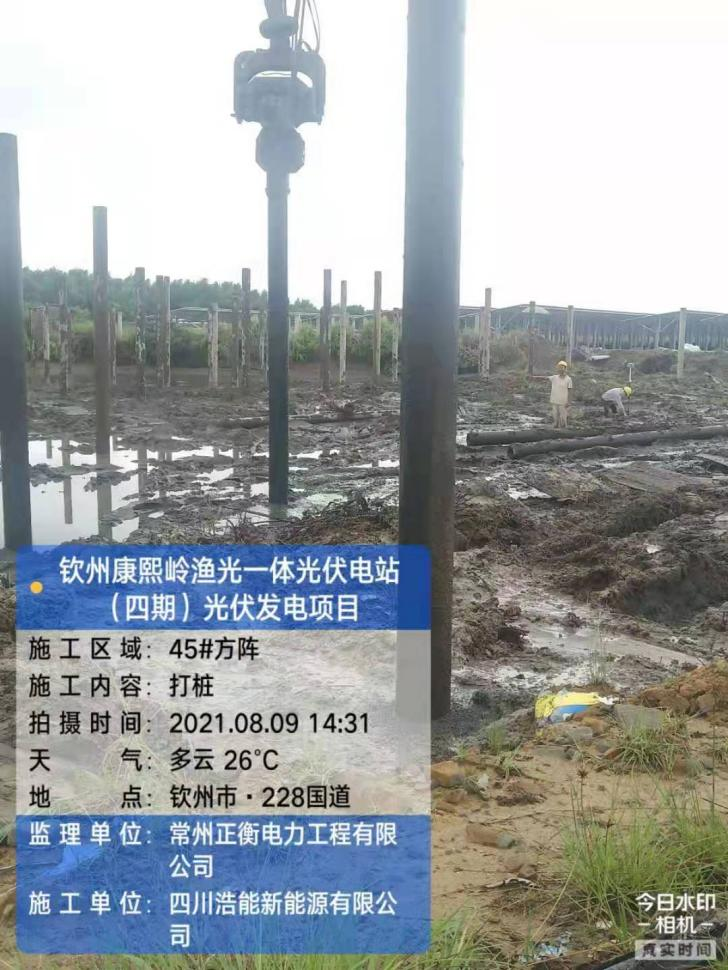 钦州康熙岭渔光一体光伏电站
（四期）光伏发电项目
施工区域：45#方阵
施工内容：打桩
拍摄时间：2021.08.09 14:31
天气：多云 26℃
地点：钦州市·228国道
监理单位：常州正衡电力工程有限
公司
施工单位：四川浩能新能源有限公
司
今日水印
-相机-
真实时间